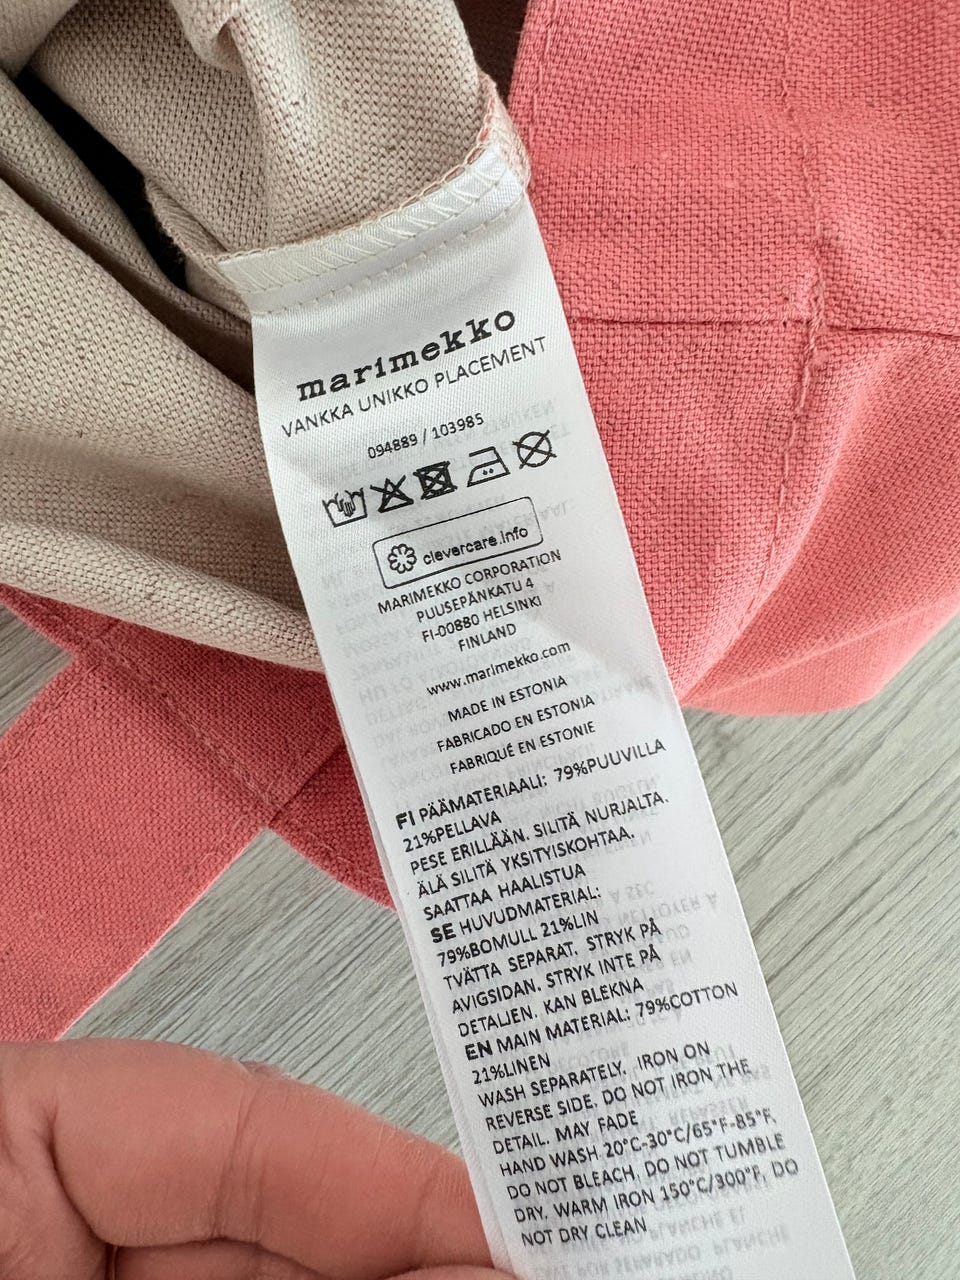 marimekko
VANKKA UNIKKO PLACEMENT
094889 / 103985
clevercare.info
MARIMEKKO CORPORATION
PUUSEPÄNKATU 4
FI-00880 HELSINKI
FINLAND
www.marimekko.com
MADE IN ESTONIA
FABRICADO EN ESTONIA
FABRIQUÉ EN ESTONIE
FI PÄÄMATERIAALI: 79%PUUVILLA
21%PELLAVA
PESE ERILLÄÄN. SILITÄ NURJALTA.
ÄLÄ SILITÄ YKSITYISKOHTAA.
SAATTAA HAALISTUA
SE HUVUDMATERIAL:
79%BOMULL 21%LIN
TVÄTTA SEPARAT. STRYK PÅ
AVIGSIDAN. STRYK INTE PÅ
DETALJEN. KAN BLEKNA
EN MAIN MATERIAL: 79%COTTON
21%LINEN
WASH SEPARATELY. IRON ON
REVERSE SIDE. DO NOT IRON THE
DETAIL. MAY FADE
HAND WASH 20°C-30°C/65°F-85°F,
DO NOT BLEACH, DO NOT TUMBLE
DRY, WARM IRON 150°C/300°F, DO
NOT DRY CLEAN